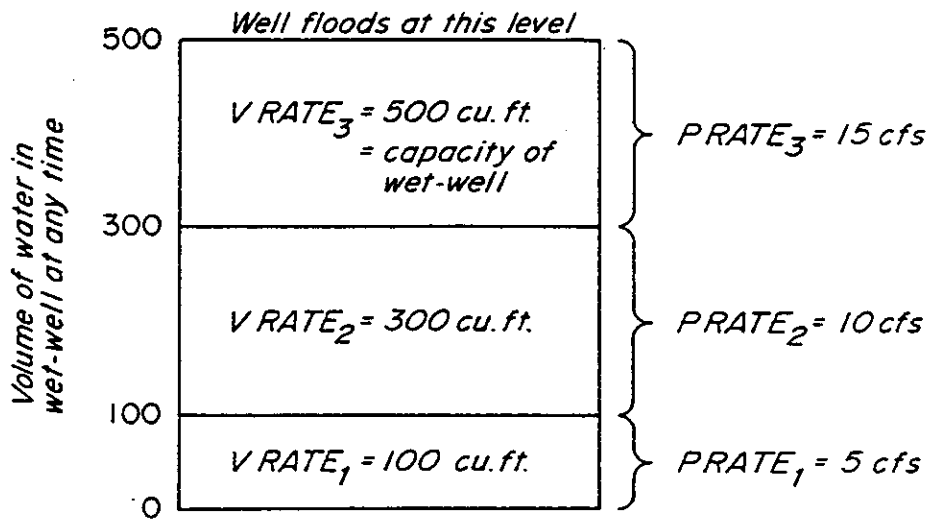 Well floods at this level
500
V RATE₃ = 500 cu. ft.
= capacity of
wet-well
PRATE₃ = 15 cfs
Volume of water in
wet-well at any time
300
V RATE₂ = 300 cu. ft.
PRATE₂ = 10 cfs
100
V RATE₁ = 100 cu. ft.
PRATE₁ = 5 cfs
0